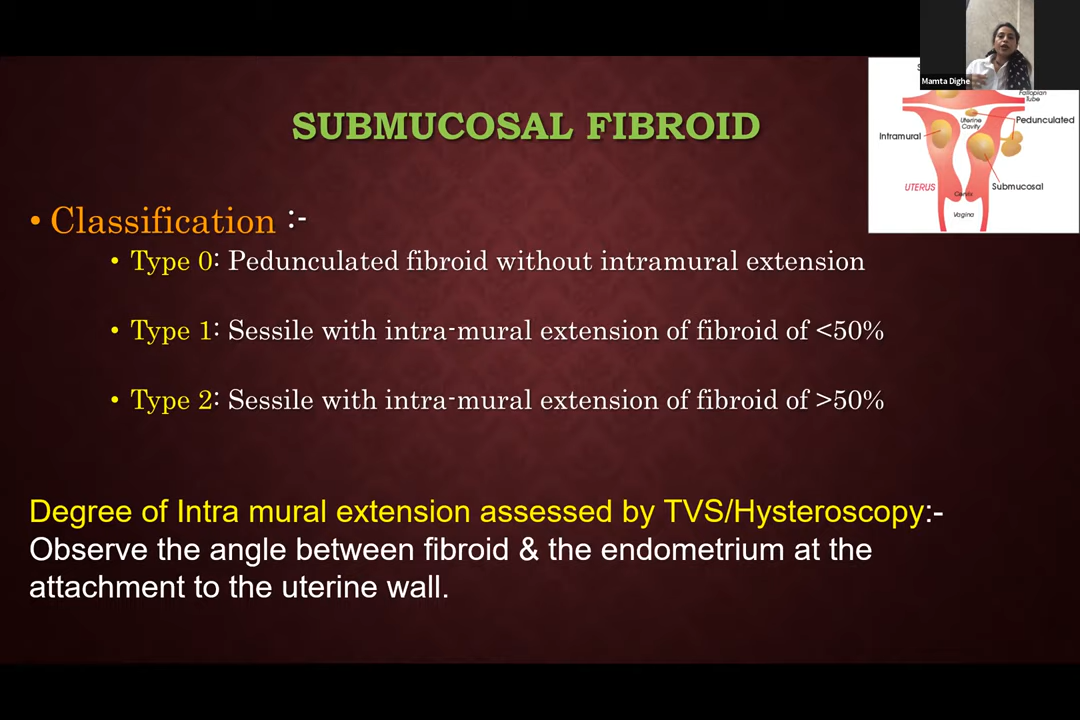 Mamta Dighe
SUBMUCOSAL FIBROID
Fallopian
Tube
Uterine
Cavity
Pedunculated
Intramural
UTERUS
Submucosal
Cervix
Vagina
• Classification :-
• Type 0: Pedunculated fibroid without intramural extension
• Type 1: Sessile with intra-mural extension of fibroid of <50%
• Type 2: Sessile with intra-mural extension of fibroid of >50%
Degree of Intra mural extension assessed by TVS/Hysteroscopy:-
Observe the angle between fibroid & the endometrium at the
attachment to the uterine wall.